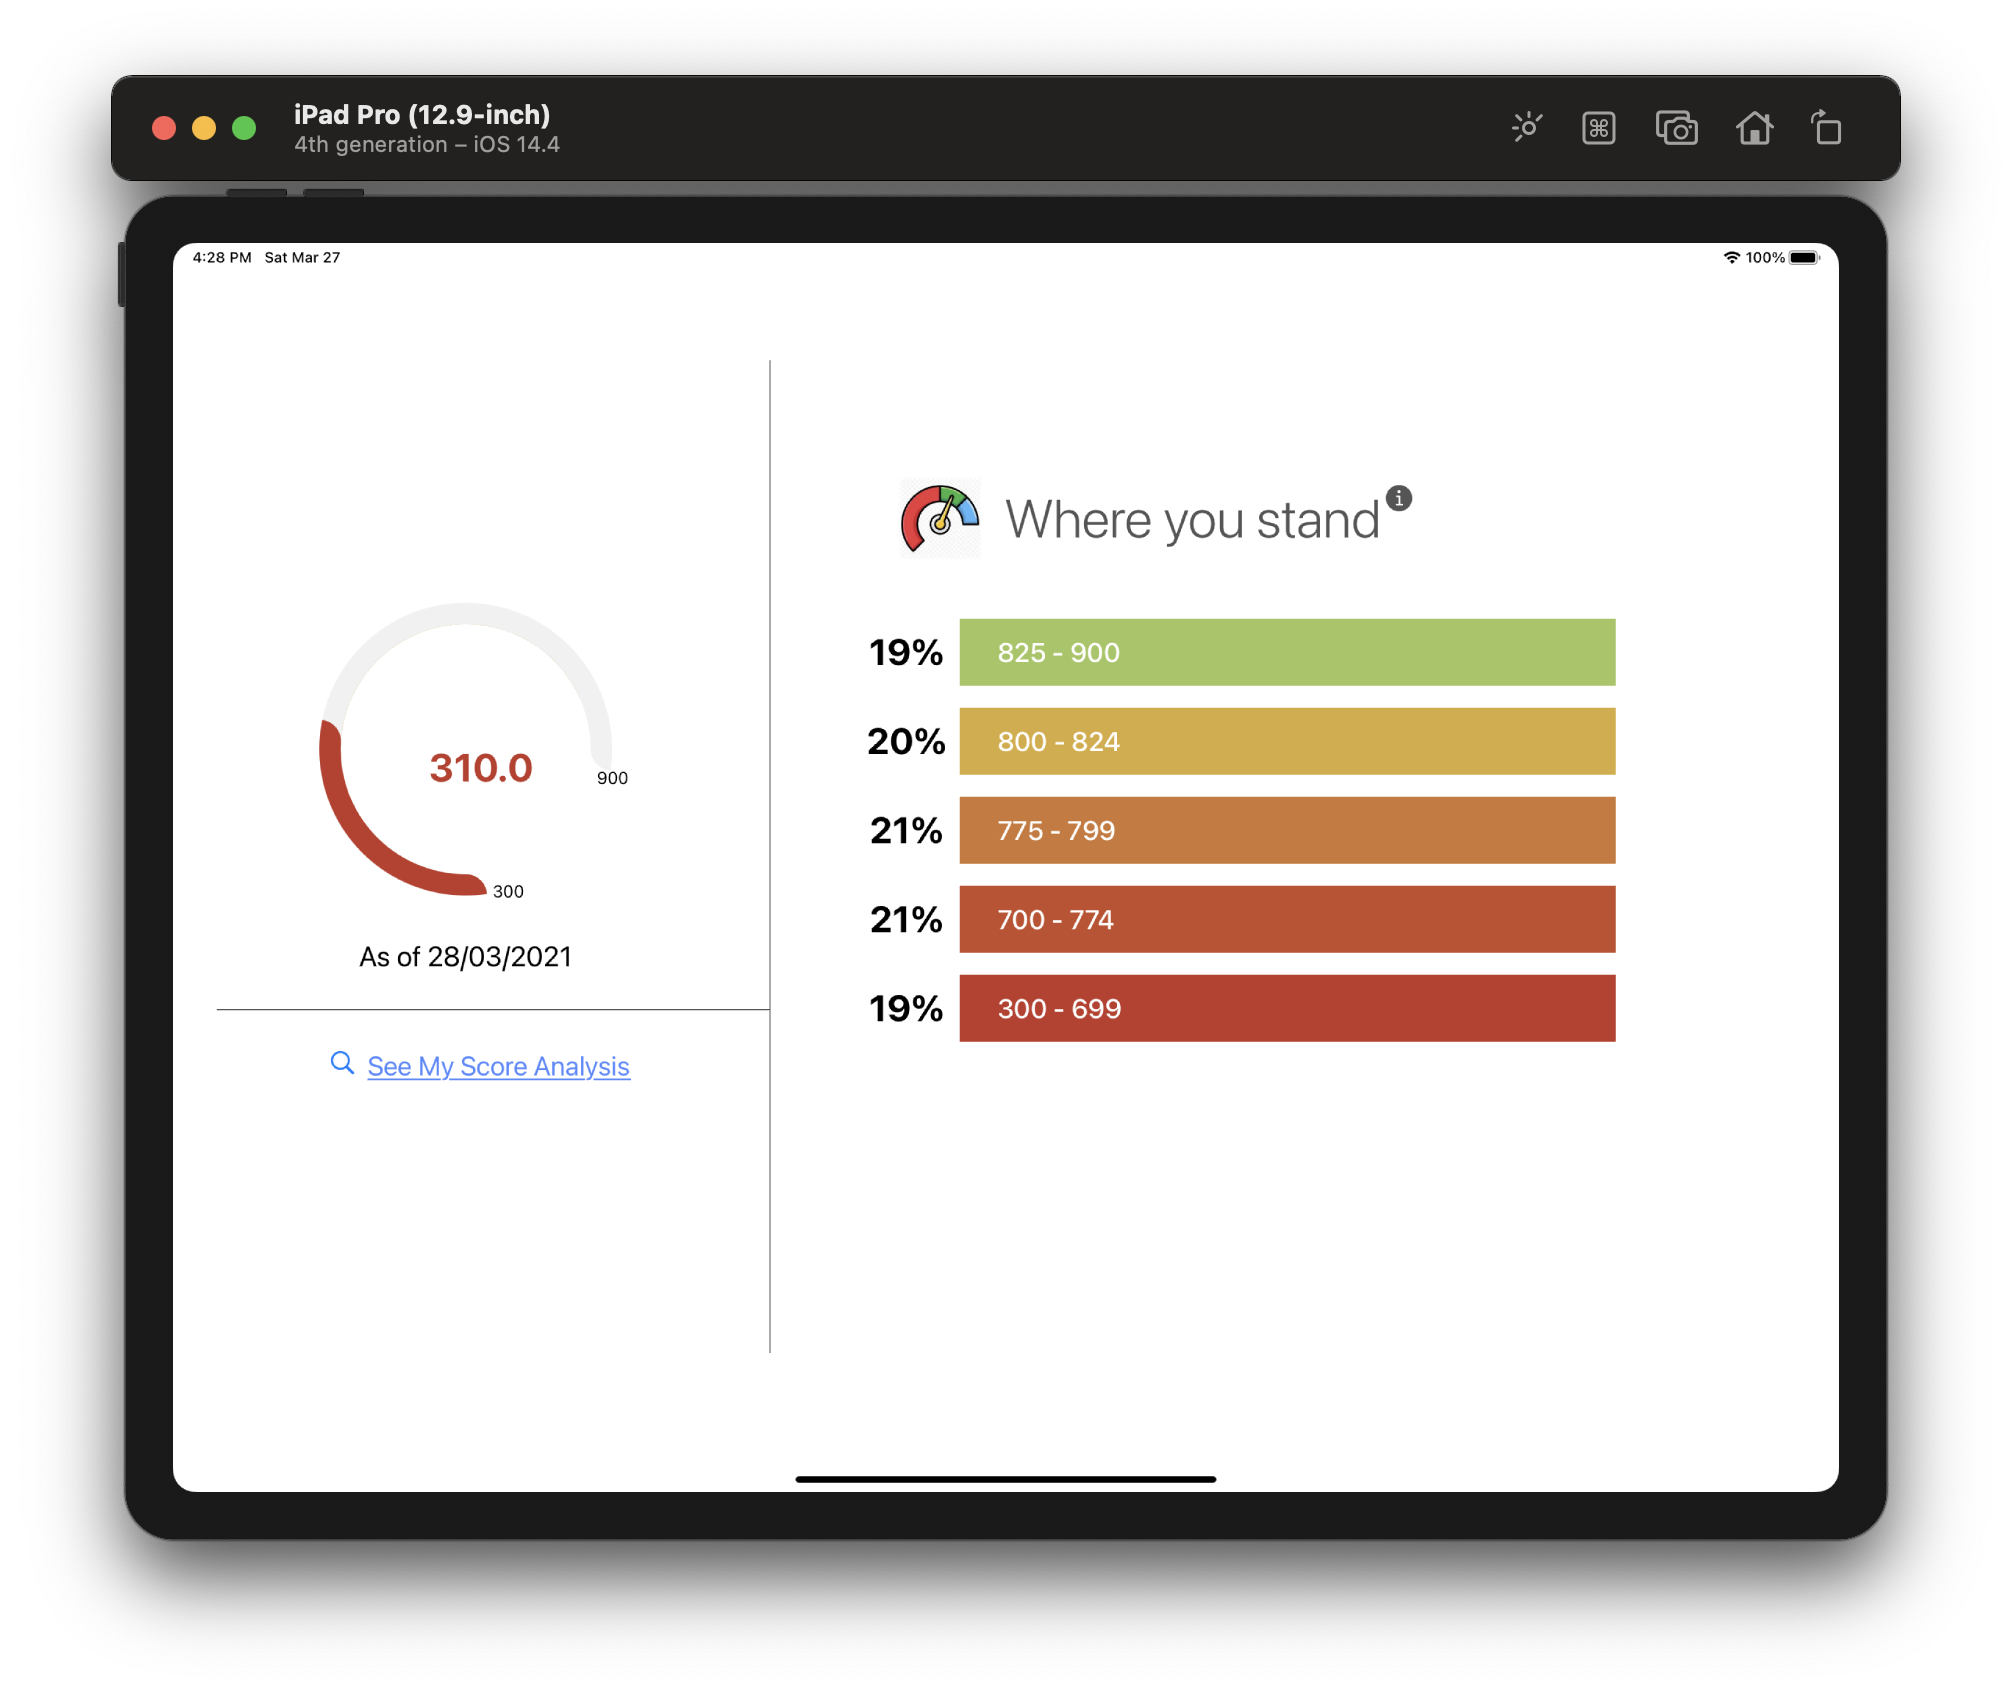 iPad Pro (12.9-inch)
4th generation – iOS 14.4
4:28 PM Sat Mar 27
100%
310.0
900
300
As of 28/03/2021
See My Score Analysis
Where you stand
19% 825 - 900
20% 800 - 824
21% 775 - 799
21% 700 - 774
19% 300 - 699